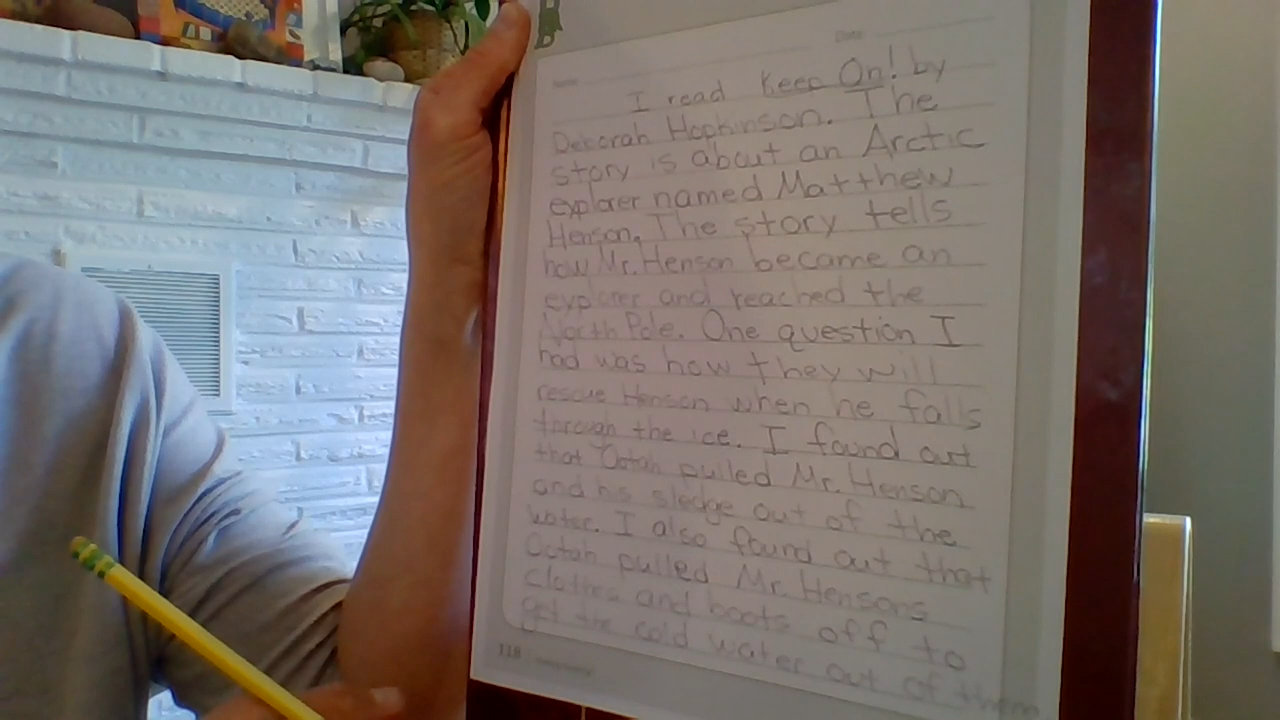 Date
I read Keep On! by
Deborah Hopkinson. The
story is about an Arctic
explorer named Matthew
Henson. The story tells
how Mr. Henson became an
explorer and reached the
North Pole. One question I
had was how they will
rescue Henson when he falls
through the ice. I found out
that Ootah pulled Mr. Henson
and his sledge out of the
water. I also found out that
Ootah pulled Mr. Hensons
clothes and boots off to
get the cold water out of them
118